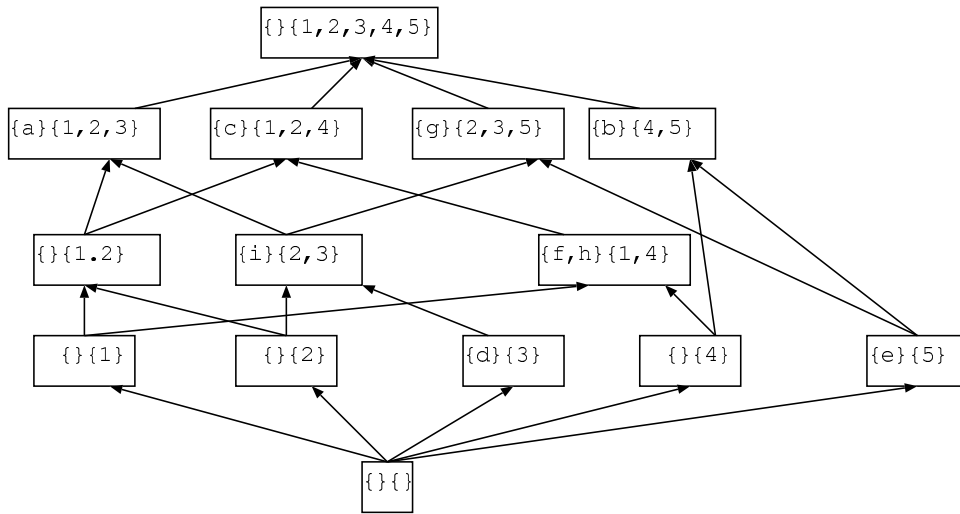 {}{1,2,3,4,5}
{a}{1,2,3}
{c}{1,2,4}
{g}{2,3,5}
{b}{4,5}
{}{1.2}
{i}{2,3}
{f,h}{1,4}
{}{1}
{}{2}
{d}{3}
{}{4}
{e}{5}
{}{}